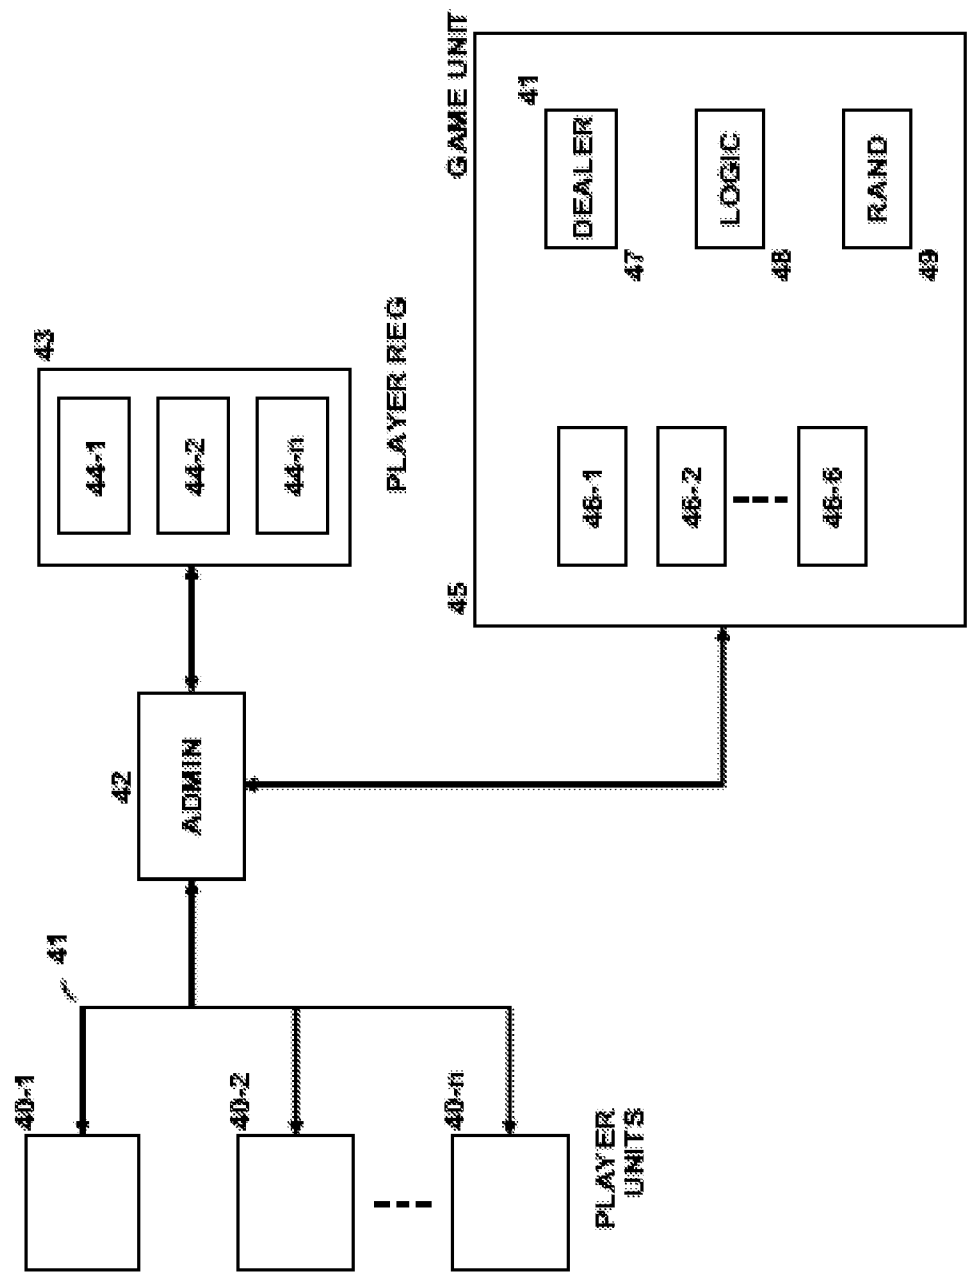 40-1
43
41
44-1
42
ADMIN
44-2
40-2
44-n
PLAYER REG
40-n
45
GAME UNIT
41
DEALER
46-1
PLAYER
UNITS
47
46-2
LOGIC
48
46-6
RAND
49